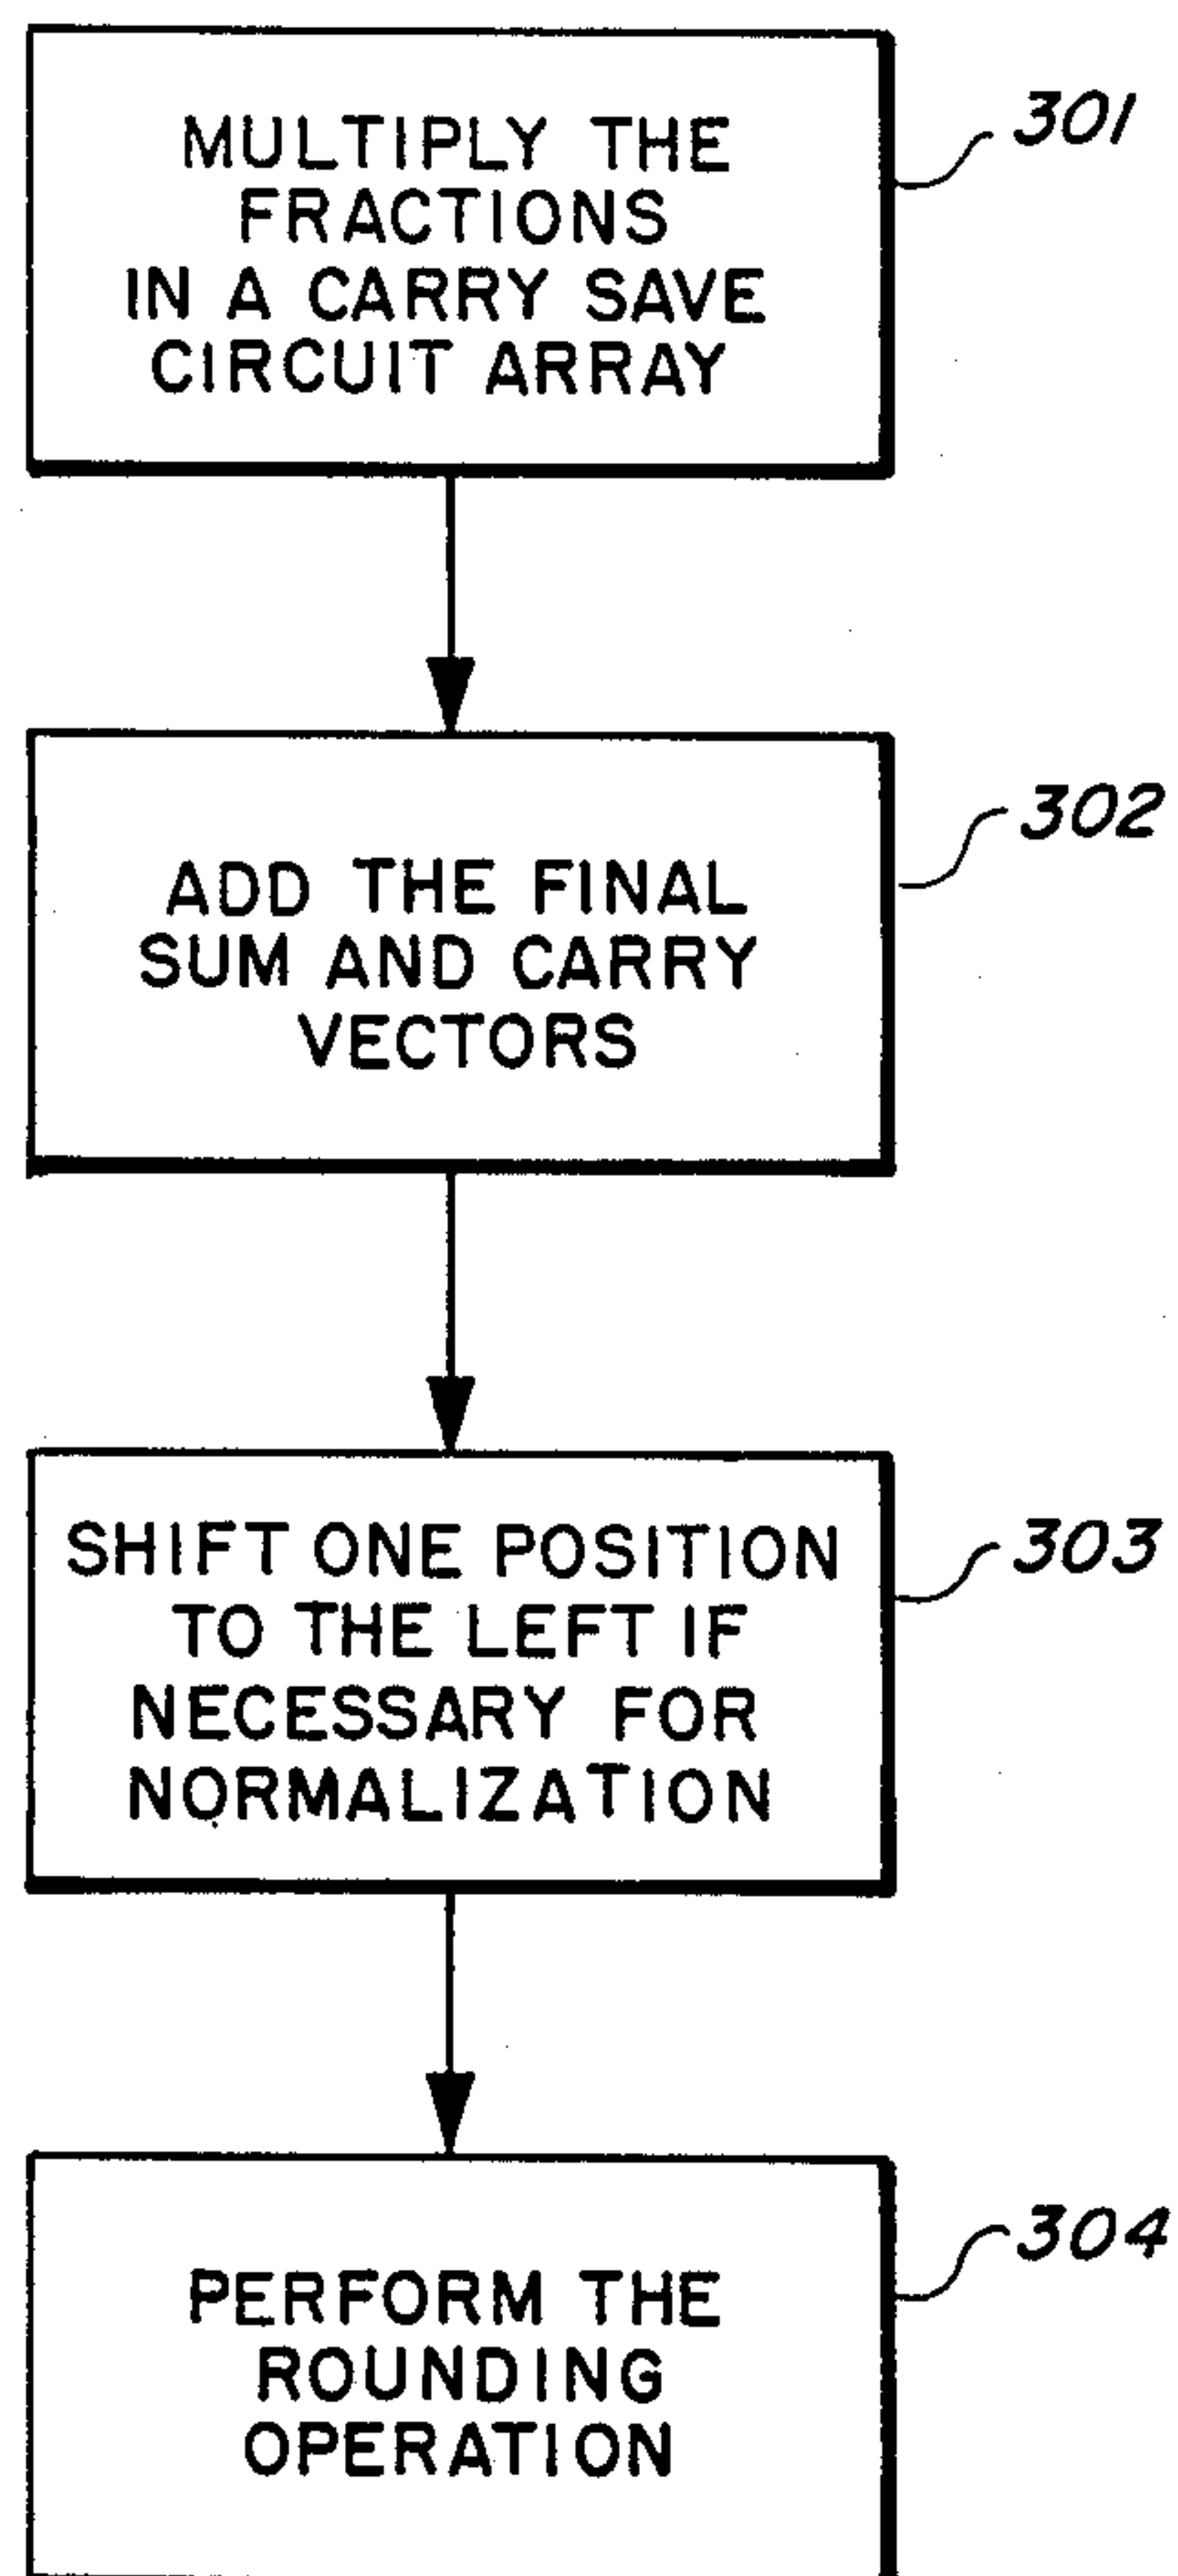 MULTIPLY THE
FRACTIONS
IN A CARRY SAVE
CIRCUIT ARRAY
301
ADD THE FINAL
SUM AND CARRY
VECTORS
302
SHIFT ONE POSITION
TO THE LEFT IF
NECESSARY FOR
NORMALIZATION
303
PERFORM THE
ROUNDING
OPERATION
304